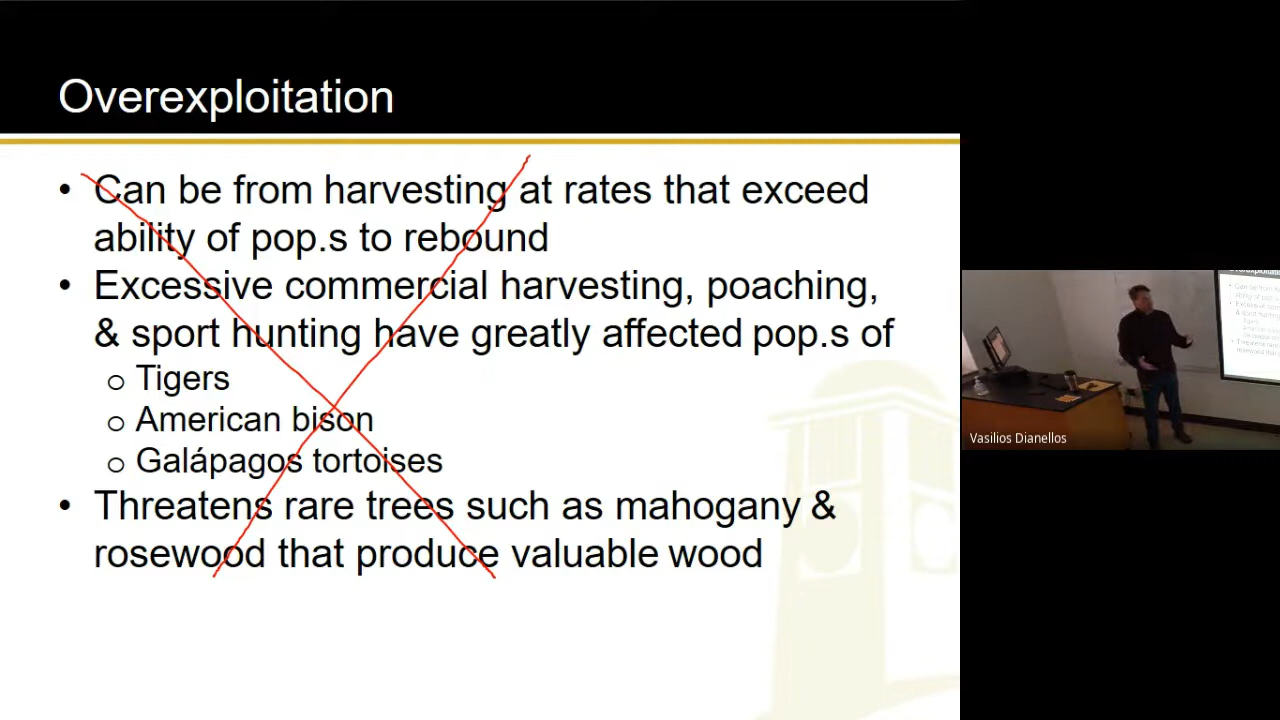 Overexploitation
• Can be from harvesting at rates that exceed
ability of pop.s to rebound
• Excessive commercial harvesting, poaching,
& sport hunting have greatly affected pop.s of
o Tigers
o American bison
o Galápagos tortoises
• Threatens rare trees such as mahogany &
rosewood that produce valuable wood
Vasilios Dianellos